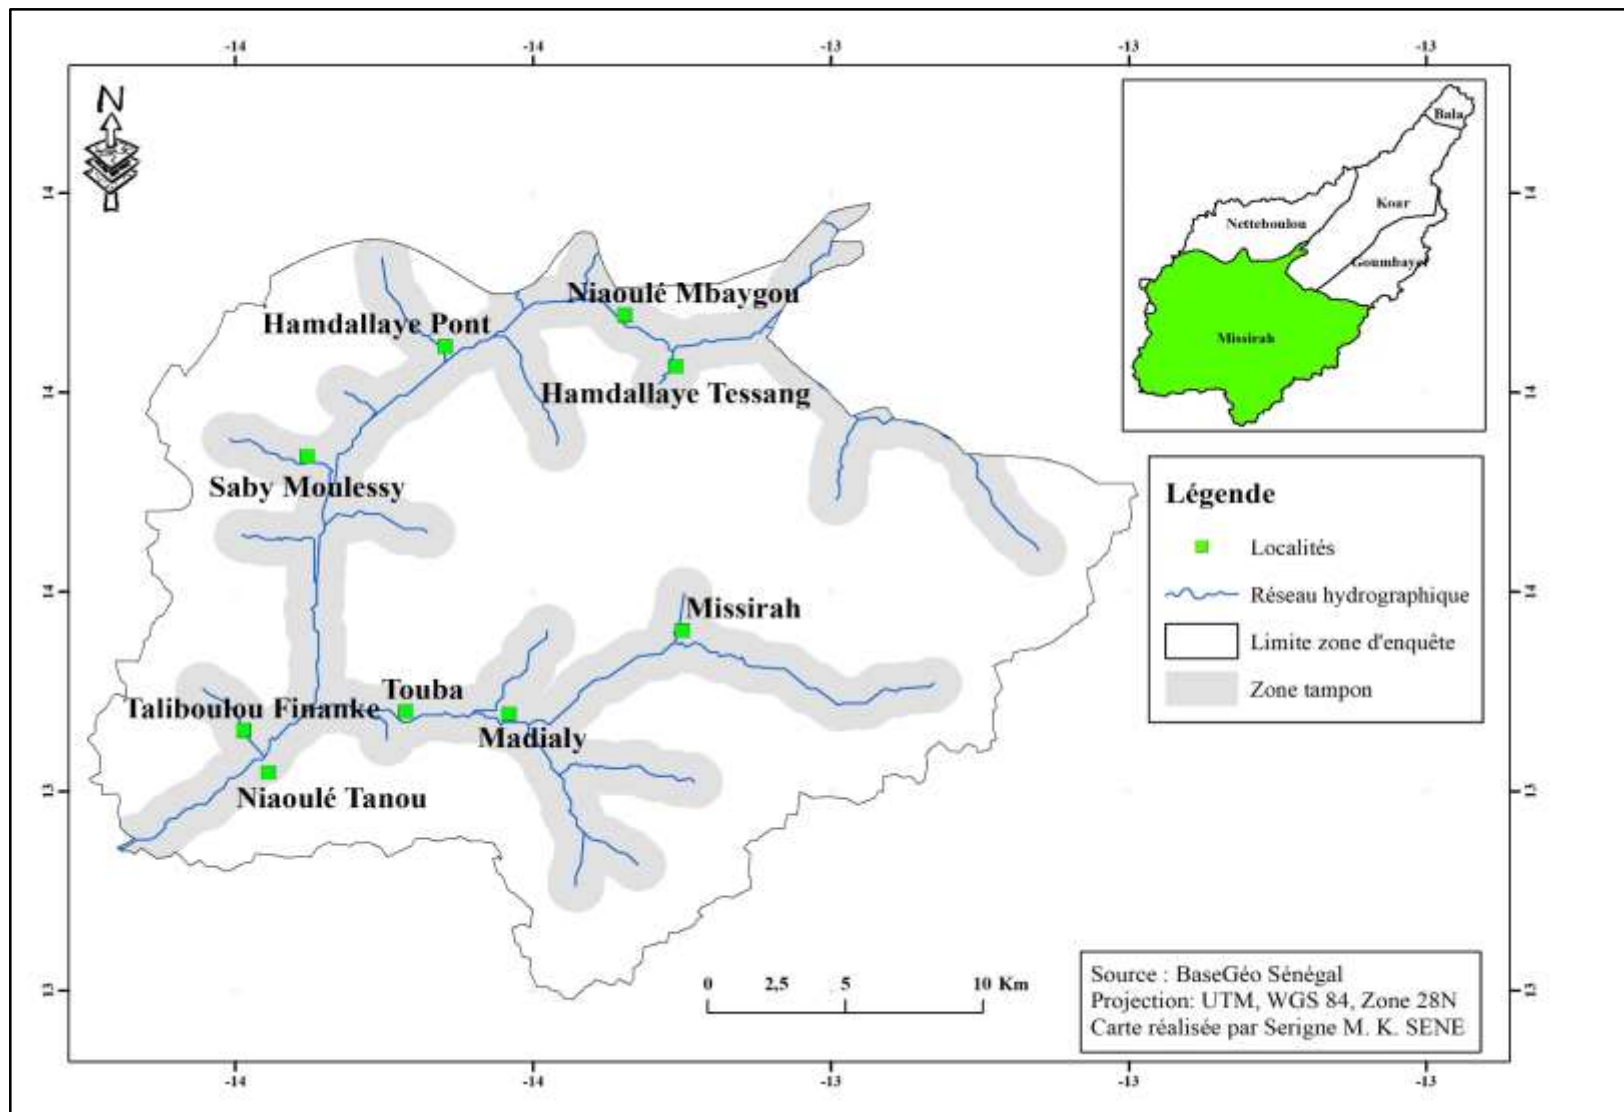 -14 -14 -13 -13
N
Bala
14 14
Koar
Netteboulou
Goumbaye
Niaoulé Mbaygou
Hamdallaye Pont
Missirah
14 14
Hamdallaye Tessang
Saby Moulessy
Légende
Localités
14 14
Réseau hydrographique
Missirah
Limite zone d'enquête
Zone tampon
Touba
Taliboulou Finanke
Madialy
13 13
Niaoulé Tanou
0 2,5 5 10 Km
13 13
Source : BaseGéo Sénégal
Projection: UTM, WGS 84, Zone 28N
Carte réalisée par Serigne M. K. SENE
-14 -14 -13 -13 -13